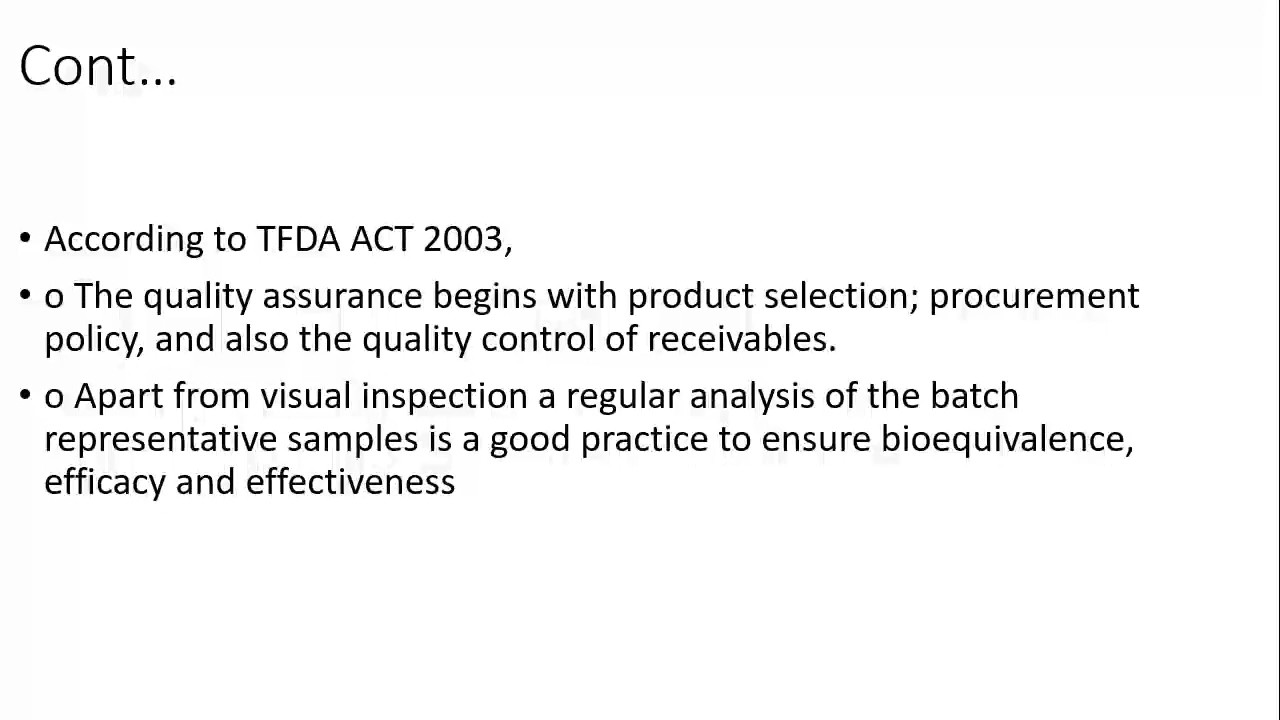 Cont...
• According to TFDA ACT 2003,
• o The quality assurance begins with product selection; procurement
policy, and also the quality control of receivables.
• o Apart from visual inspection a regular analysis of the batch
representative samples is a good practice to ensure bioequivalence,
efficacy and effectiveness